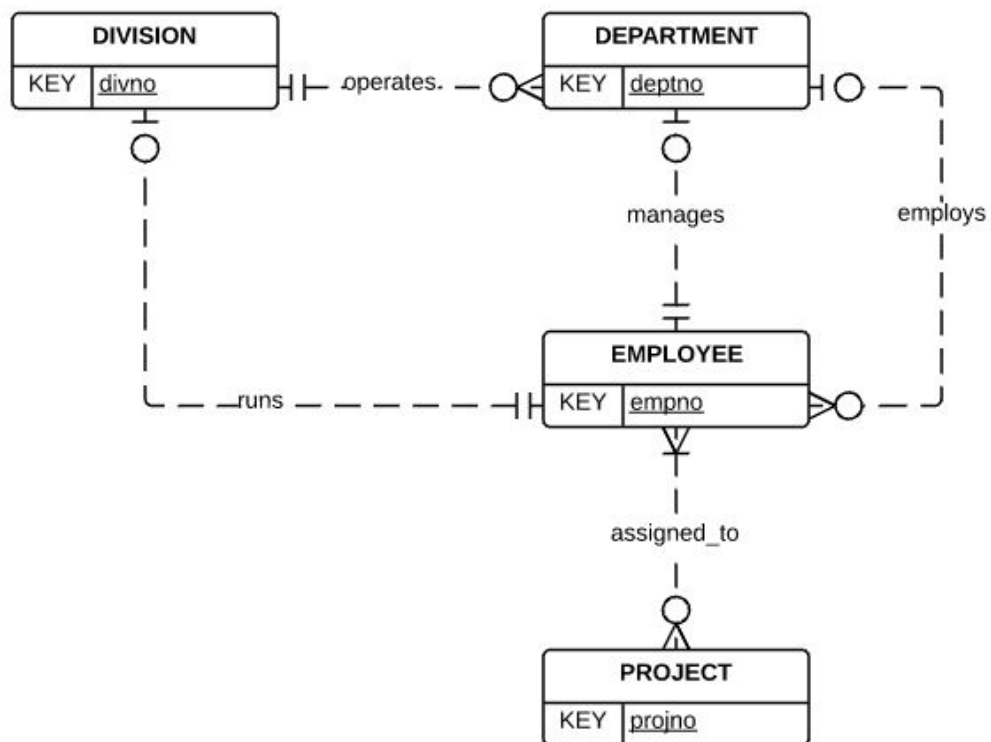 DIVISION
KEY divno
operates
DEPARTMENT
KEY deptno
manages
employs
EMPLOYEE
KEY empno
runs
assigned_to
PROJECT
KEY projno